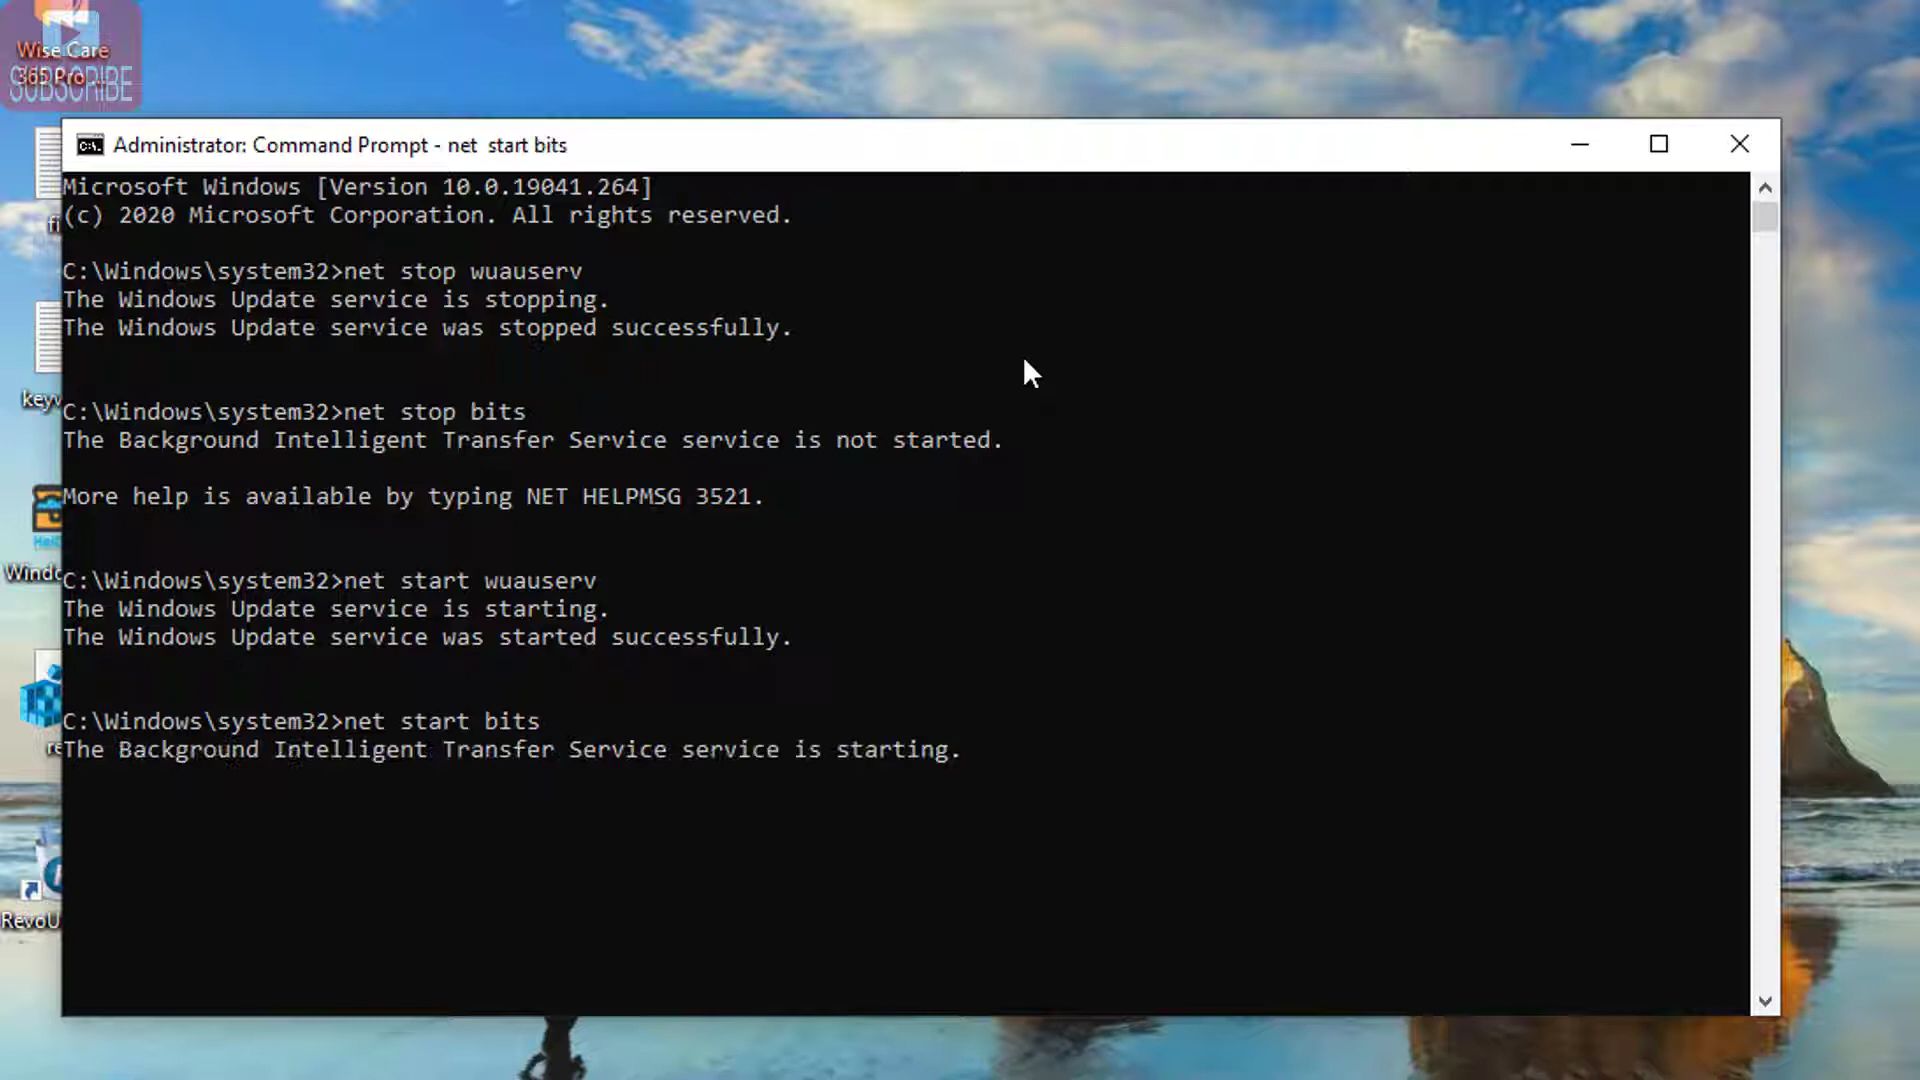 Wise Care
365 Pro ...
SUBSCRIBE
Administrator: Command Prompt - net  start bits
Microsoft Windows [Version 10.0.19041.264]
(c) 2020 Microsoft Corporation. All rights reserved.
C:\Windows\system32>net stop wuauserv
The Windows Update service is stopping.
The Windows Update service was stopped successfully.
C:\Windows\system32>net stop bits
The Background Intelligent Transfer Service service is not started.
More help is available by typing NET HELPMSG 3521.
C:\Windows\system32>net start wuauserv
The Windows Update service is starting.
The Windows Update service was started successfully.
C:\Windows\system32>net start bits
The Background Intelligent Transfer Service service is starting.
fi
keyv
Windo
re
RevoU